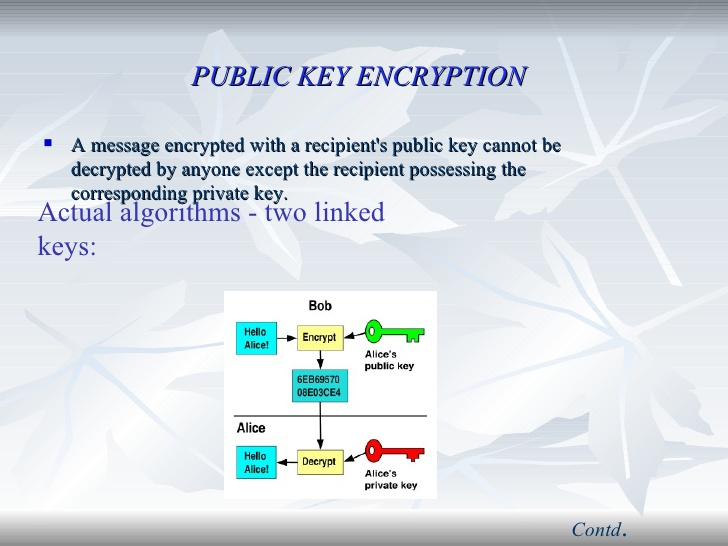 PUBLIC KEY ENCRYPTION
A message encrypted with a recipient's public key cannot be
decrypted by anyone except the recipient possessing the
corresponding private key.
Actual algorithms - two linked
keys:
Bob
Hello
Alice!
Encrypt
Alice's
public key
6EB69570
08E03CE4
Alice
Hello
Alice!
Decrypt
Alice's
private key
Contd.